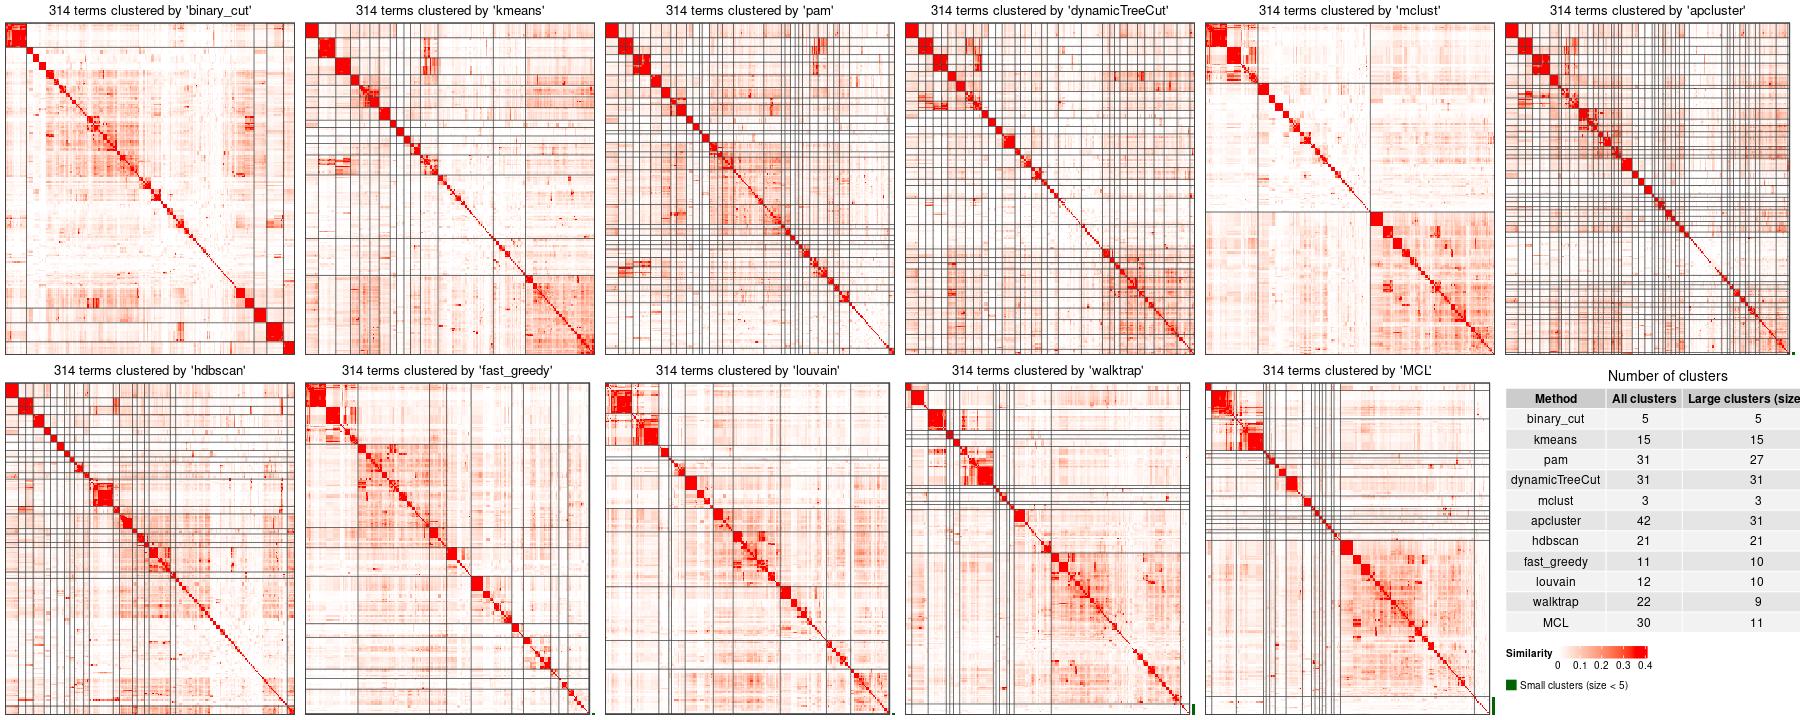 314 terms clustered by 'binary_cut'
314 terms clustered by 'kmeans'
314 terms clustered by 'pam'
314 terms clustered by 'dynamicTreeCut'
314 terms clustered by 'mclust'
314 terms clustered by 'apcluster'
314 terms clustered by 'hdbscan'
314 terms clustered by 'fast_greedy'
314 terms clustered by 'louvain'
314 terms clustered by 'walktrap'
314 terms clustered by 'MCL'
Number of clusters
Method All clusters Large clusters (size
binary_cut 5 5
kmeans 15 15
pam 31 27
dynamicTreeCut 31 31
mclust 3 3
apcluster 42 31
hdbscan 21 21
fast_greedy 11 10
louvain 12 10
walktrap 22 9
MCL 30 11
Similarity
0 0.1 0.2 0.3 0.4
Small clusters (size < 5)